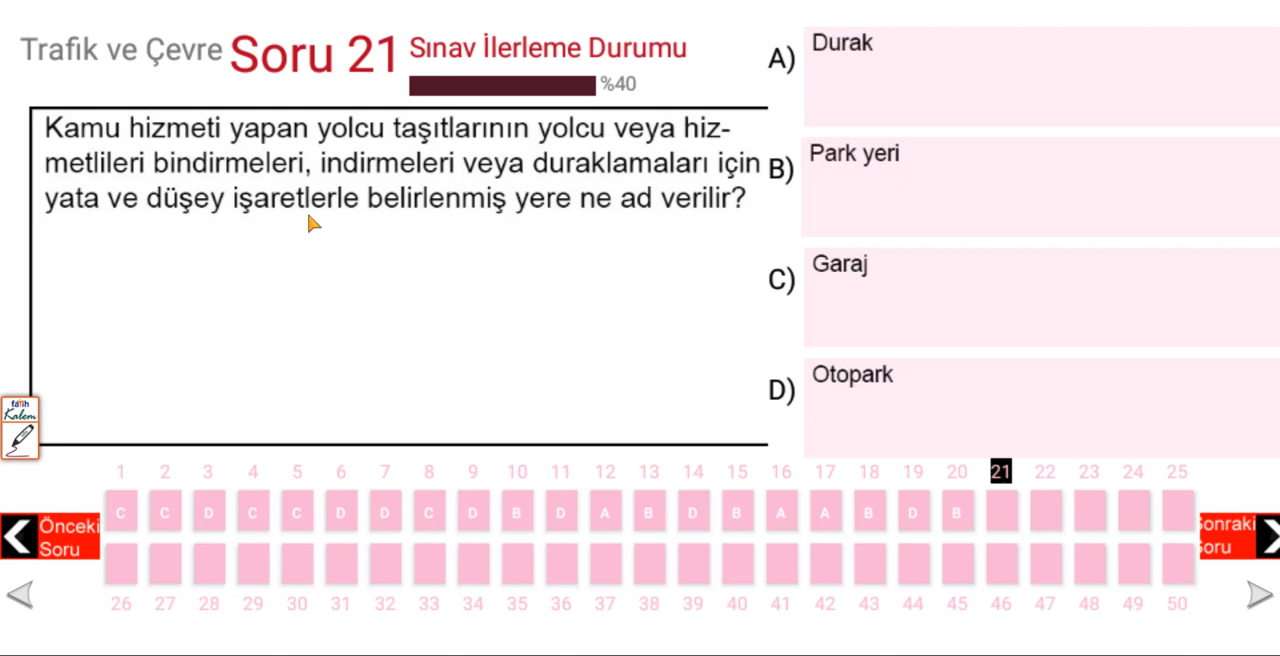 Trafik ve Çevre Soru 21 Sınav İlerleme Durumu
%40
Kamu hizmeti yapan yolcu taşıtlarının yolcu veya hiz-
metlileri bindirmeleri, indirmeleri veya duraklamaları için
yata ve düşey işaretlerle belirlenmiş yere ne ad verilir?
A) Durak
B) Park yeri
C) Garaj
D) Otopark
fatih
Kalem
1 2 3 4 5 6 7 8 9 10 11 12 13 14 15 16 17 18 19 20 21 22 23 24 25
C C D C C D D C D B D A B D B A A B D B
Önceki
Soru
Sonraki
Soru
26 27 28 29 30 31 32 33 34 35 36 37 38 39 40 41 42 43 44 45 46 47 48 49 50